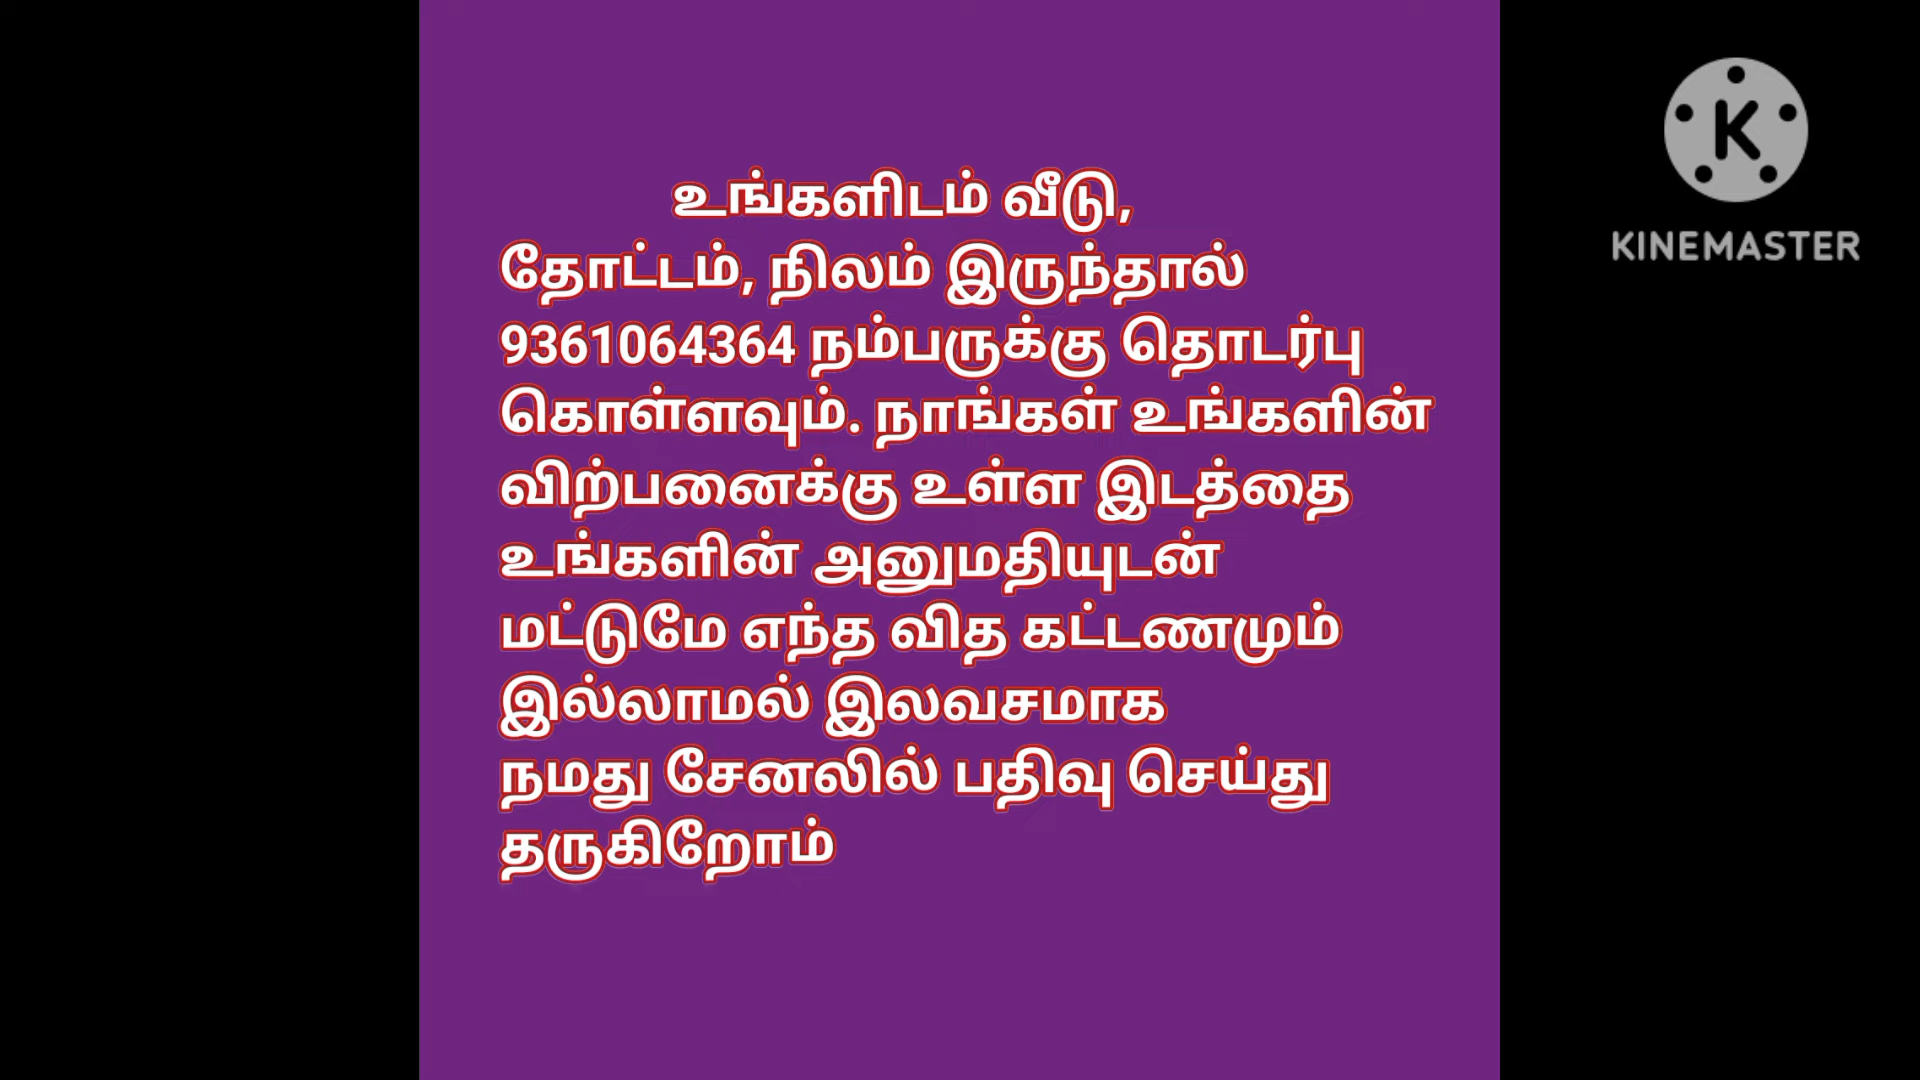 உங்களிடம் வீடு,
தோட்டம், நிலம் இருந்தால்
9361064364 நம்பருக்கு தொடர்பு
கொள்ளவும். நாங்கள் உங்களின்
விற்பனைக்கு உள்ள இடத்தை
உங்களின் அனுமதியுடன்
மட்டுமே எந்த வித கட்டணமும்
இல்லாமல் இலவசமாக
நமது சேனலில் பதிவு செய்து
தருகிறோம்
K
KINEMASTER